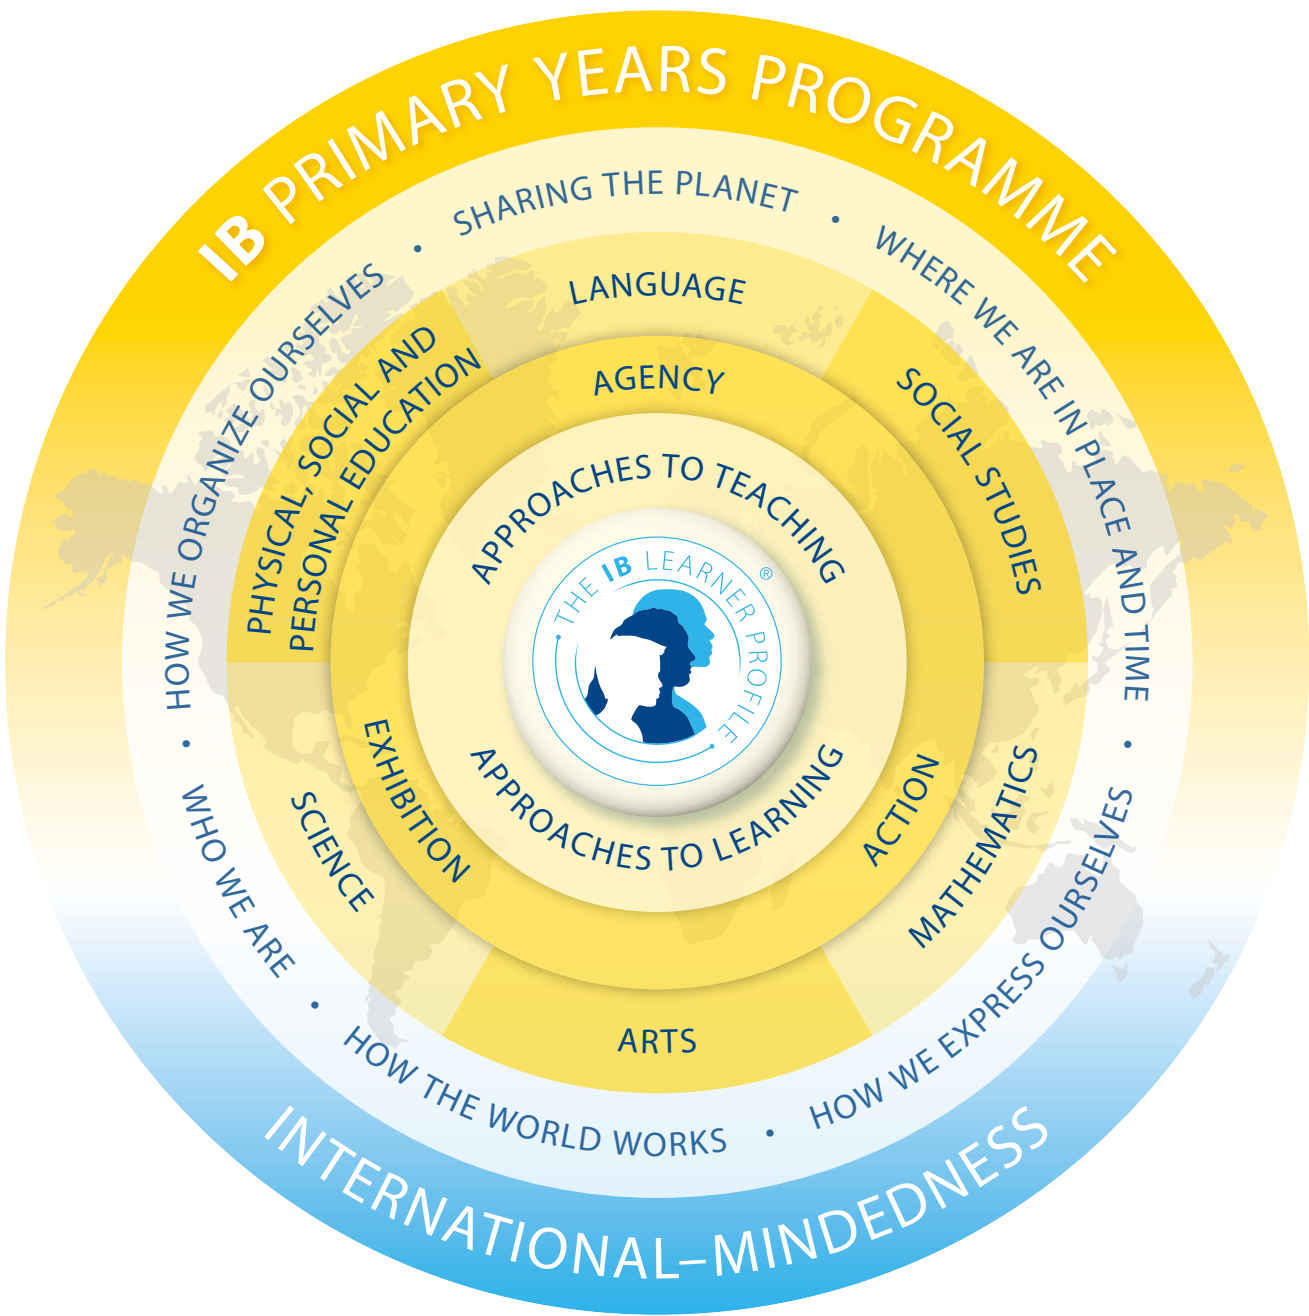 IB PRIMARY YEARS PROGRAMME
SHARING THE PLANET
•
WHERE WE ARE IN PLACE AND TIME
•
HOW WE EXPRESS OURSELVES
•
HOW THE WORLD WORKS
•
WHO WE ARE
•
HOW WE ORGANIZE OURSELVES
•
LANGUAGE
SOCIAL STUDIES
MATHEMATICS
ARTS
SCIENCE
PHYSICAL, SOCIAL AND
PERSONAL EDUCATION
AGENCY
ACTION
EXHIBITION
APPROACHES TO TEACHING
APPROACHES TO LEARNING
THE IB LEARNER PROFILE
®
INTERNATIONAL–MINDEDNESS